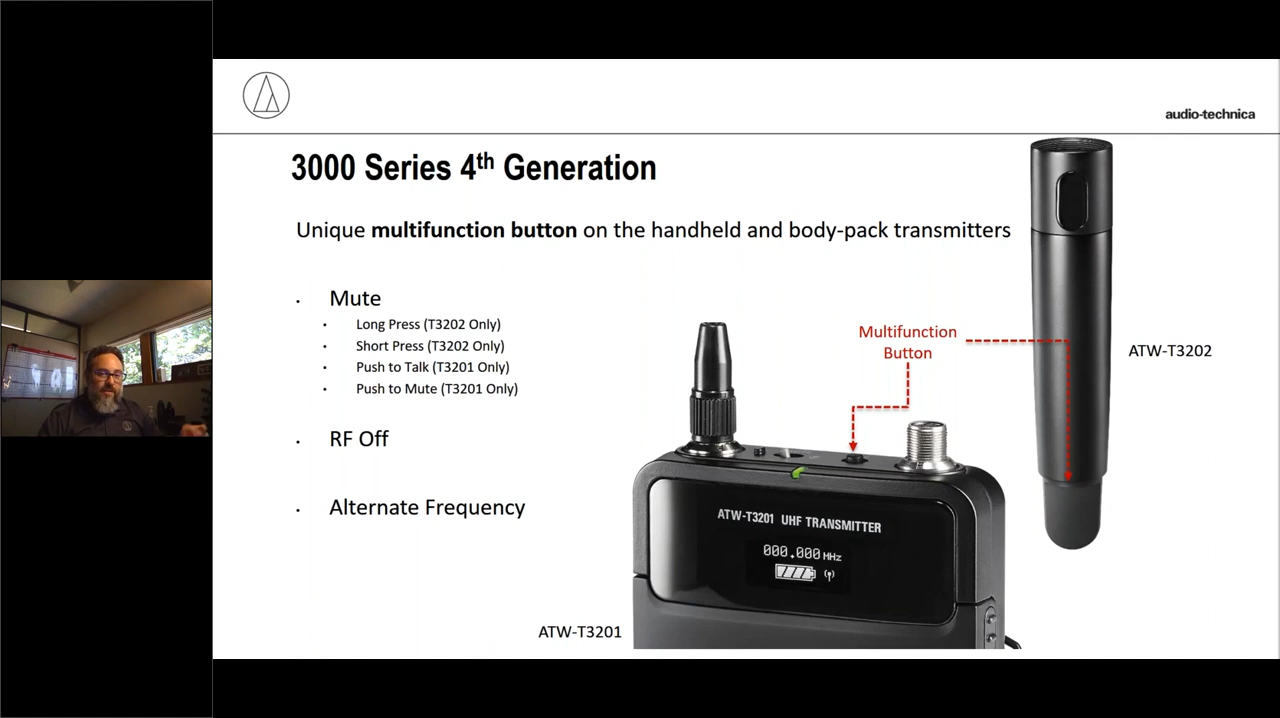 audio-technica
3000 Series 4th Generation
Unique multifunction button on the handheld and body-pack transmitters
• Mute
• Long Press (T3202 Only)
• Short Press (T3202 Only)
• Push to Talk (T3201 Only)
• Push to Mute (T3201 Only)
• RF Off
• Alternate Frequency
Multifunction
Button
ATW-T3202
ATW-T3201 UHF TRANSMITTER
000.000 MHz
ATW-T3201